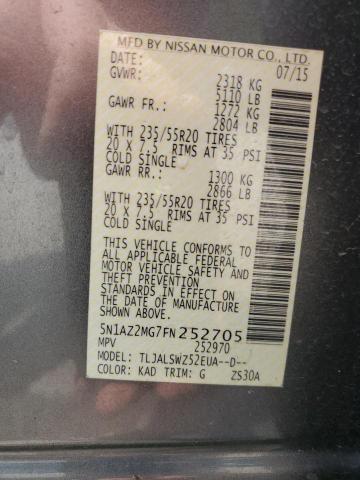 MFD BY NISSAN MOTOR CO., LTD.
DATE: 07/15
GVWR: 2318 KG
5110 LB
GAWR FR.: 1272 KG
2804 LB
WITH 235/55R20 TIRES
20 X 7.5 RIMS AT 35 PSI
COLD SINGLE
GAWR RR.: 1300 KG
2866 LB
WITH 235/55R20 TIRES
20 X 7.5 RIMS AT 35 PSI
COLD SINGLE
THIS VEHICLE CONFORMS TO
ALL APPLICABLE FEDERAL
MOTOR VEHICLE SAFETY AND
THEFT PREVENTION
STANDARDS IN EFFECT ON
THE DATE OF MANUFACTURE
SHOWN ABOVE.
5N1AZ2MG7FN252705
MPV 252970
MODEL: TLJALSWZ52EUA--D--
COLOR: KAD TRIM: G ZS30A